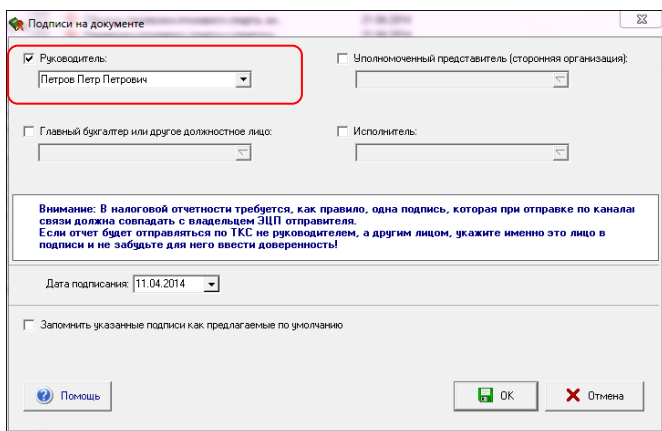 Подписи на документе
Руководитель:
Петров Петр Петрович
Уполномоченный представитель (сторонняя организация):
Главный бухгалтер или другое должностное лицо:
Исполнитель:
Внимание: В налоговой отчетности требуется, как правило, одна подпись, которая при отправке по каналам
связи должна совпадать с владельцем ЭЦП отправителя.
Если отчет будет отправляться по ТКС не руководителем, а другим лицом, укажите именно это лицо в
подписи и не забудьте для него ввести доверенность!
Дата подписания: 11.04.2014
Запомнить указанные подписи как предлагаемые по умолчанию
Помощь
OK
Отмена